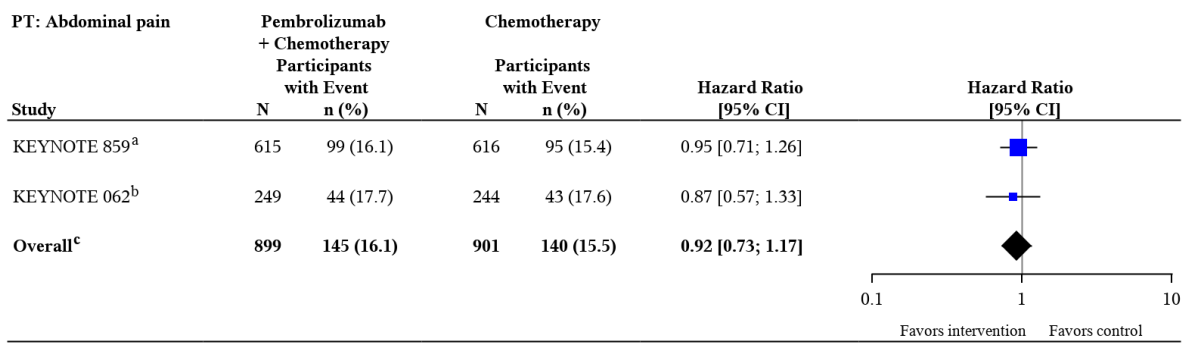 PT: Abdominal pain Pembrolizumab Chemotherapy
+ Chemotherapy
Participants Participants
with Event with Event Hazard Ratio Hazard Ratio
Study N n (%) N n (%) [95% CI] [95% CI]
KEYNOTE 859a 615 99 (16.1) 616 95 (15.4) 0.95 [0.71; 1.26]
KEYNOTE 062b 249 44 (17.7) 244 43 (17.6) 0.87 [0.57; 1.33]
Overallc 899 145 (16.1) 901 140 (15.5) 0.92 [0.73; 1.17]
0.1 1 10
Favors intervention Favors control